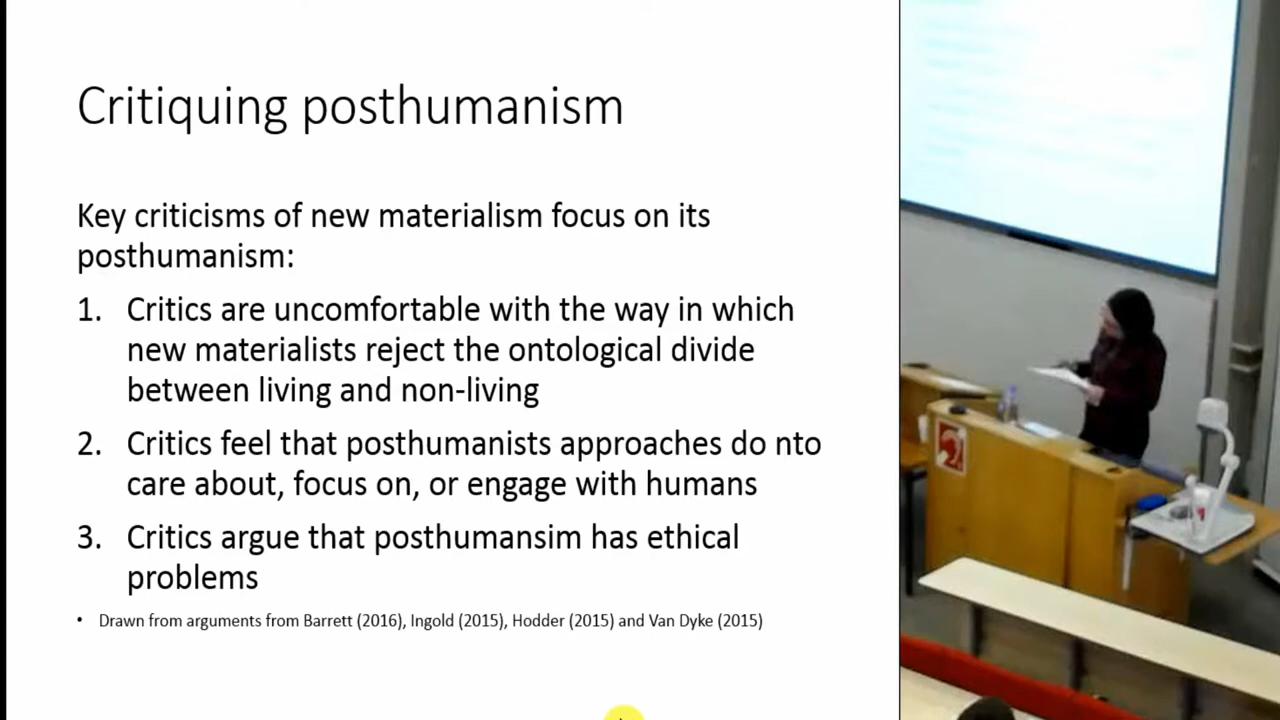 Critiquing posthumanism
Key criticisms of new materialism focus on its
posthumanism:
1. Critics are uncomfortable with the way in which
new materialists reject the ontological divide
between living and non-living
2. Critics feel that posthumanists approaches do nto
care about, focus on, or engage with humans
3. Critics argue that posthumansim has ethical
problems
• Drawn from arguments from Barrett (2016), Ingold (2015), Hodder (2015) and Van Dyke (2015)